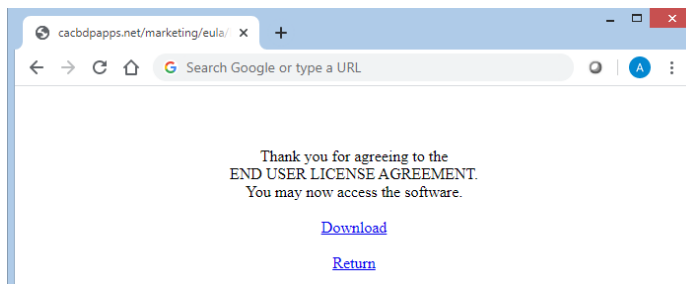 cacbdpapps.net/marketing/eula/
Search Google or type a URL
A
Thank you for agreeing to the
END USER LICENSE AGREEMENT.
You may now access the software.
Download
Return